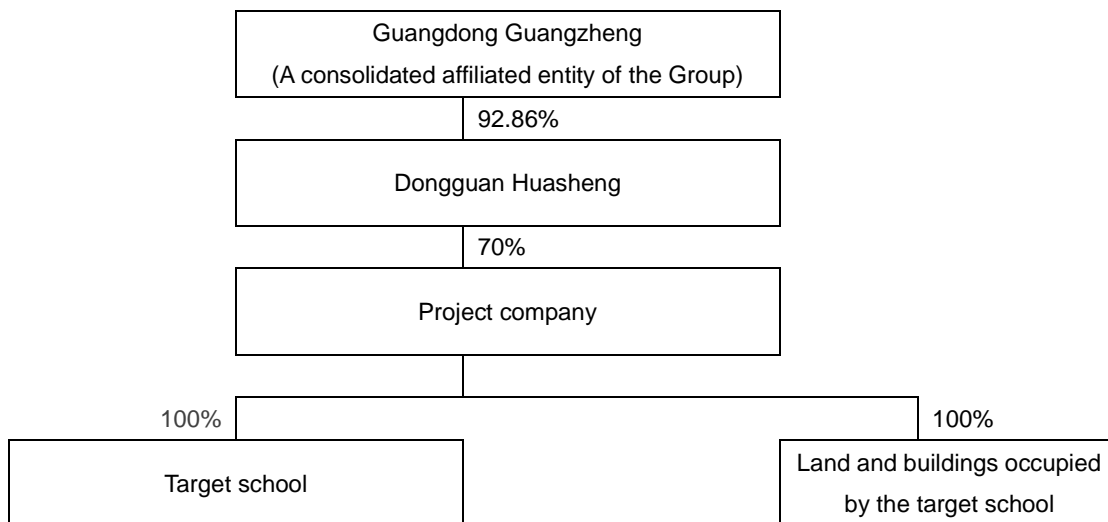 Guangdong Guangzheng
(A consolidated affiliated entity of the Group)
92.86%
Dongguan Huasheng
70%
Project company
100%
100%
Target school
Land and buildings occupied
by the target school